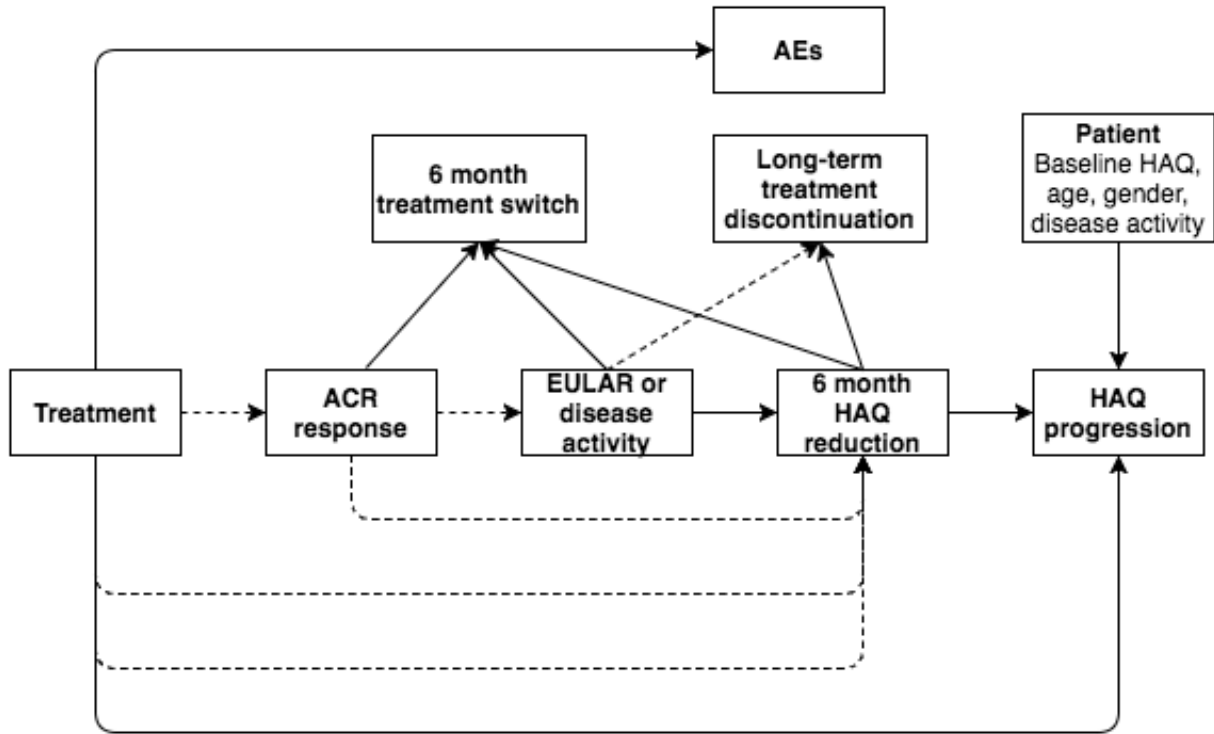 AEs
6 month
treatment switch
Long-term
treatment
discontinuation
Patient
Baseline HAQ,
age, gender,
disease activity
Treatment
ACR
response
EULAR or
disease
activity
6 month
HAQ
reduction
HAQ
progression